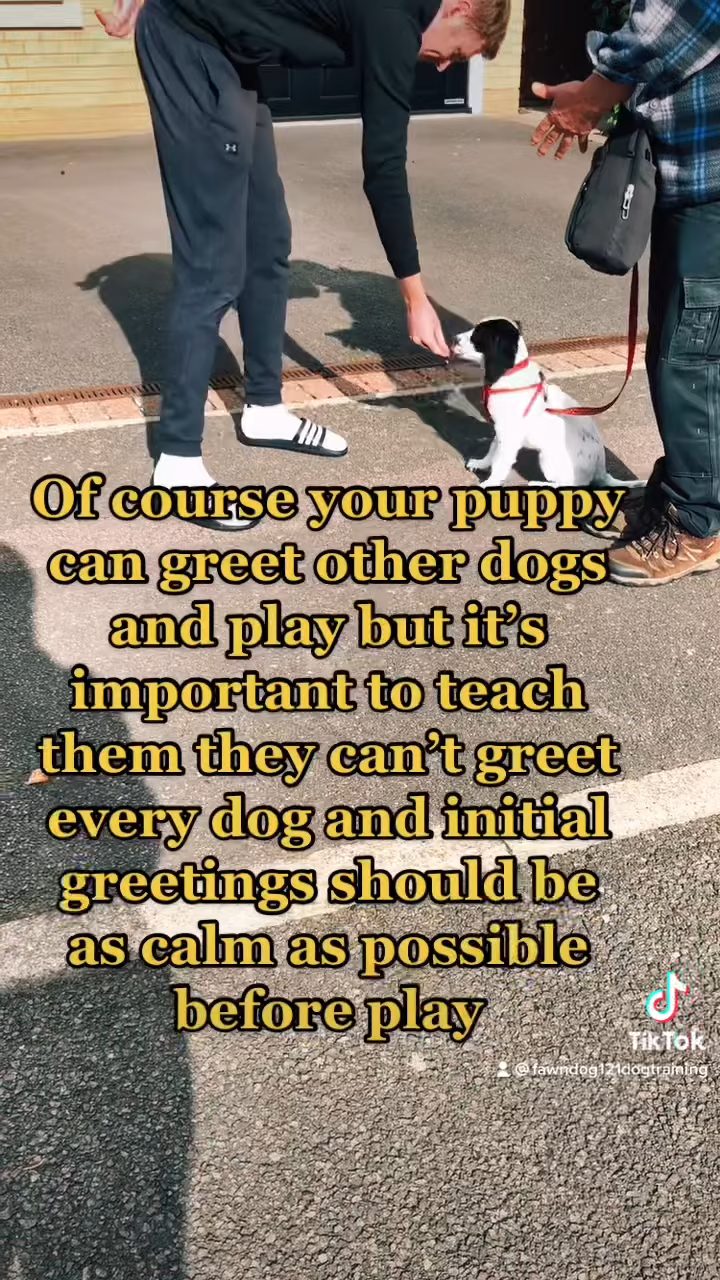 Of course your puppy
can greet other dogs
and play but it’s
important to teach
them they can’t greet
every dog and initial
greetings should be
as calm as possible
before play
TikTok
@fawndog121dogtraining